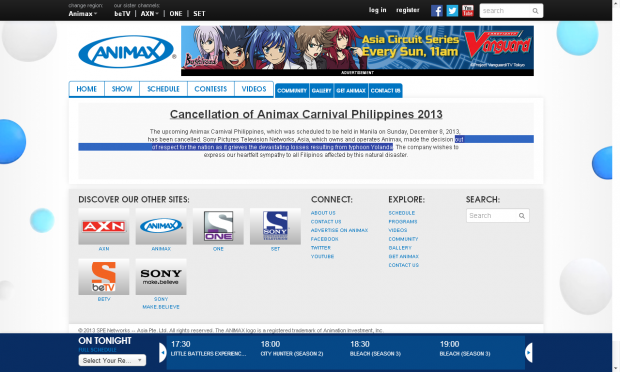 change region:
our sister channels:
Animax
beTV | AXN | ONE | SET
log in register
search
ANIMAX
Asia Circuit Series
Every Sun, 11am
Vanguard
ADVERTISEMENT
HOME SHOW SCHEDULE CONTESTS VIDEOS COMMUNITY GALLERY GET ANIMAX CONTACT US
Cancellation of Animax Carnival Philippines 2013
The upcoming Animax Carnival Philippines, which was scheduled to be held in Manila on Sunday, December 8, 2013,
has been cancelled. Sony Pictures Television Networks, Asia, which owns and operates Animax, made the decision out
of respect for the nation as it grieves the devastating losses resulting from typhoon Yolanda. The company wishes to
express our heartfelt sympathy to all Filipinos affected by this natural disaster.
DISCOVER OUR OTHER SITES:
AXN
ANIMAX
ONE
SET
beTV
SONY
make.believe
BETV
SONY
MAKE.BELIEVE
CONNECT:
ABOUT US
CONTACT US
ADVERTISE ON ANIMAX
FACEBOOK
TWITTER
YOUTUBE
EXPLORE:
SCHEDULE
PROGRAMS
VIDEOS
COMMUNITY
GALLERY
GET ANIMAX
CONTACT US
SEARCH:
Search
© 2013 SPE Networks – Asia Pte. Ltd. All rights reserved. The ANIMAX logo is a registered trademark of Animation Investment, Inc.
ON TONIGHT
FULL SCHEDULE
Select Your Re...
17:30
LITTLE BATTLERS EXPERIENC...
18:00
CITY HUNTER (SEASON 2)
18:30
BLEACH (SEASON 3)
19:00
BLEACH (SEASON 3)